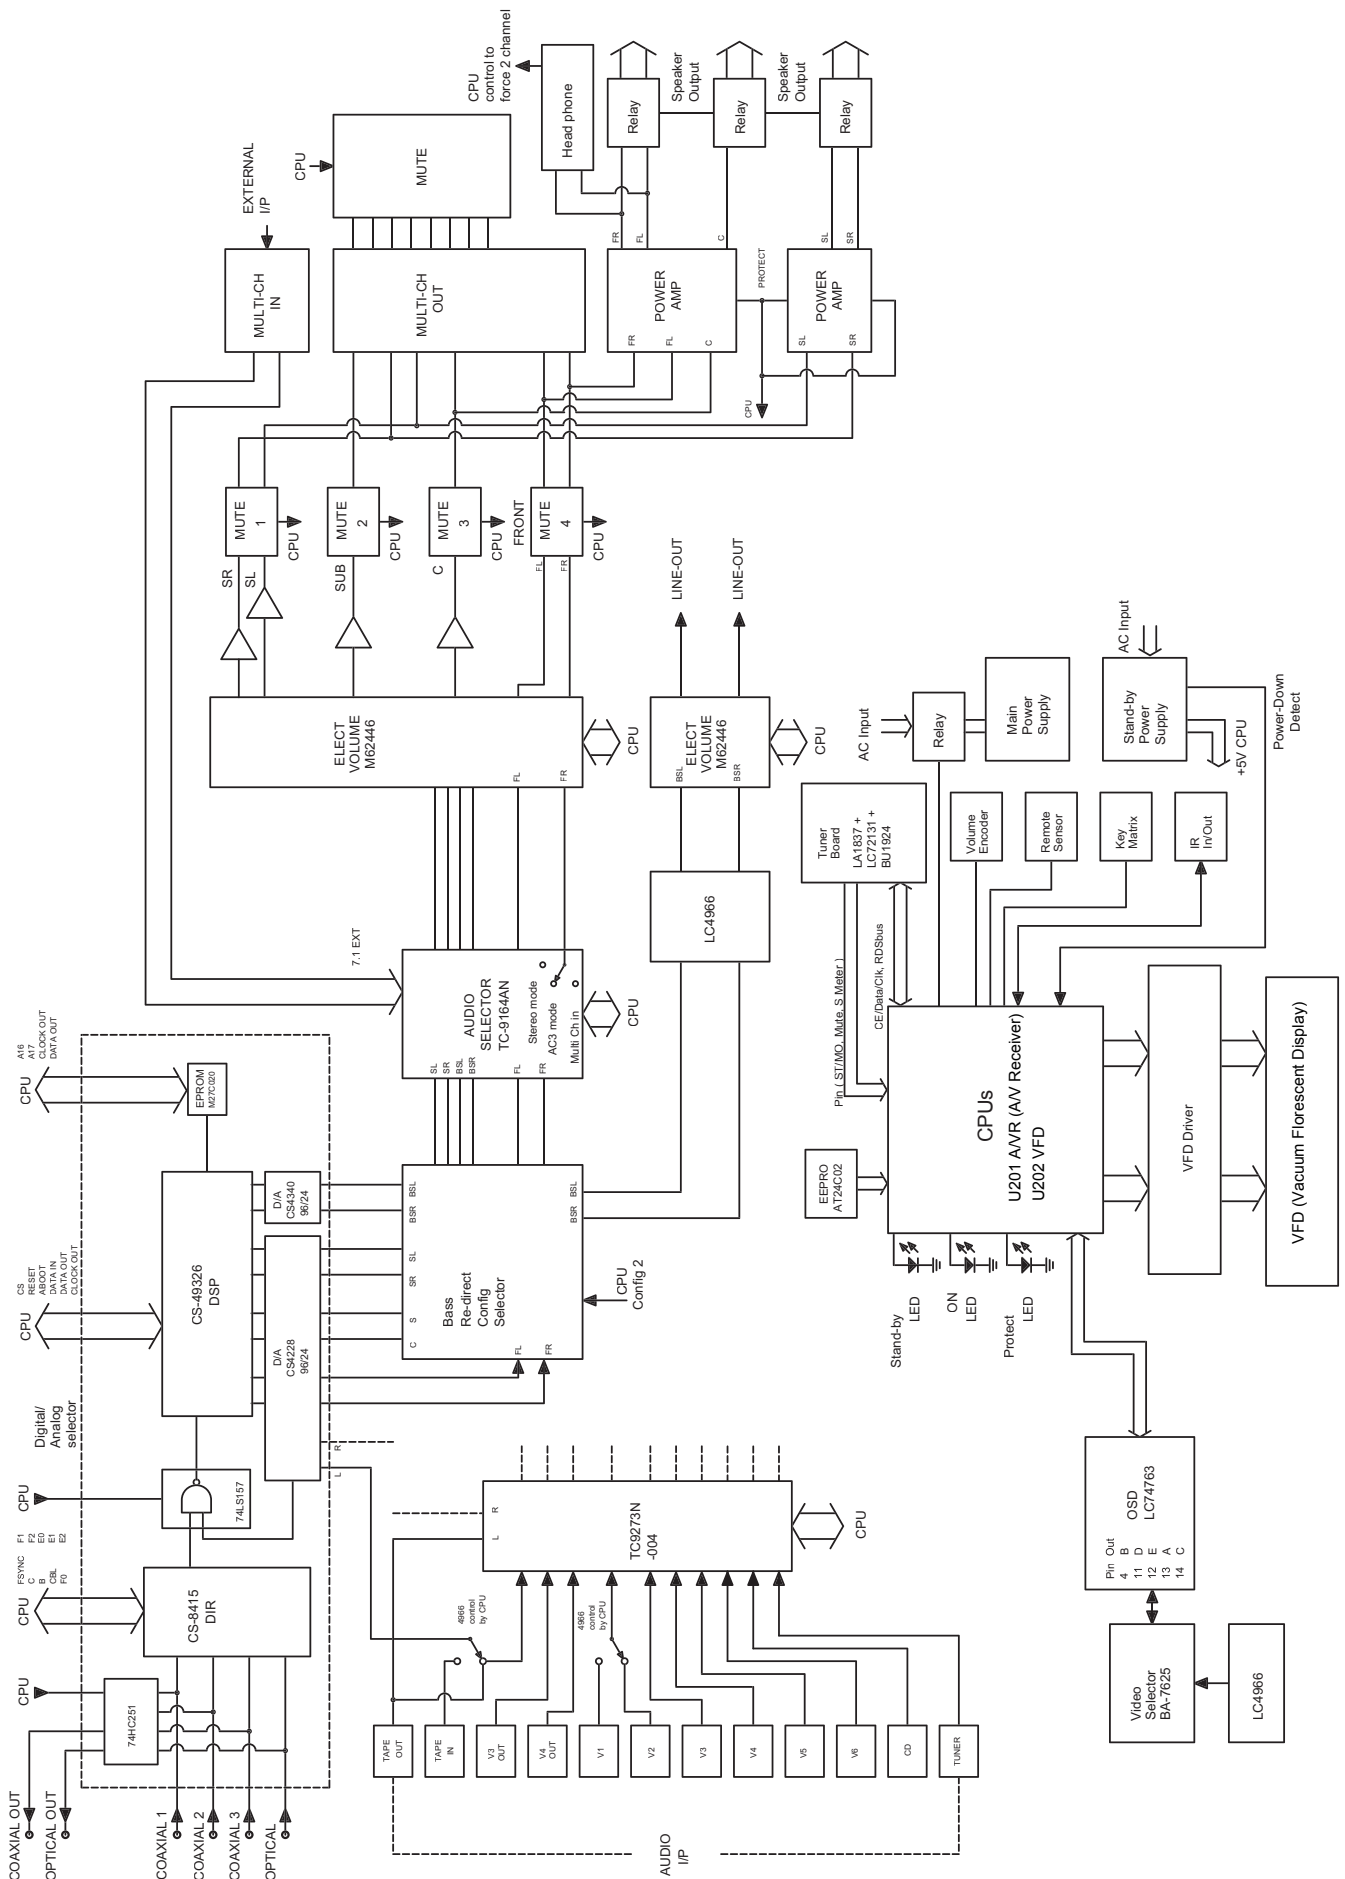 COAXIAL OUT
OPTICAL OUT
COAXIAL 1
COAXIAL 2
COAXIAL 3
OPTICAL
CPU
74HC251
CPU
FSYNC
C
B
CBL
F0
F1
F2
E0
E1
E2
CS-8415
DIR
CPU
74LS157
Digital/
Analog
selector
CPU
CS
RESET
ABOOT
DATA IN
DATA OUT
CLOCK OUT
CS-49326
DSP
D/A
CS4228
96/24
L
R
D/A
CS4340
96/24
CPU
A16
A17
CLOCK OUT
DATA OUT
EPROM
M27C020
AUDIO
I/P
TAPE
OUT
TAPE
IN
V3
OUT
V4
OUT
V1
V2
V3
V4
V5
V6
CD
TUNER
4966
control
by CPU
4966
control
by CPU
L
R
TC9273N
-004
CPU
C
S
SR
SL
BSR
BSL
FL
FR
Bass
Re-direct
Config
Selector
BSR
BSL
CPU
Config 2
SL
SR
BSL
BSR
FL
FR
AUDIO
SELECTOR
TC-9164AN
7.1 EXT
Stereo mode
AC3 mode
Multi Ch in
CPU
LC4966
ELECT
VOLUME
M62446
FL
FR
CPU
ELECT
VOLUME
M62446
BSL
BSR
CPU
LINE-OUT
LINE-OUT
SR
SL
SUB
C
FRONT
FL
FR
MUTE
1
CPU
MUTE
2
CPU
MUTE
3
CPU
MUTE
4
CPU
EXTERNAL
I/P
MULTI-CH
IN
MULTI-CH
OUT
CPU
MUTE
POWER
AMP
FR
FL
C
FR
FL
C
PROTECT
CPU
POWER
AMP
SL
SR
SL
SR
CPU
control to
force 2 channel
Head phone
Relay
Speaker
Output
Relay
Speaker
Output
Relay
Tuner
Board
LA1837 +
LC72131 +
BU1924
Pin ( ST/MO, Mute, S Meter )
CE/Data/Clk, RDSbus
AC Input
Relay
Main
Power
Supply
AC Input
Stand-by
Power
Supply
+5V CPU
Power-Down
Detect
Volume
Encoder
Remote
Sensor
Key
Matrix
IR
In/Out
EEPRO
AT24C02
CPUs
U201 A/VR (A/V Receiver)
U202 VFD
Stand-by
LED
ON
LED
Protect
LED
VFD Driver
VFD (Vacuum Florescent Display)
OSD
LC74763
Pin Out
4 B
11 D
12 E
13 A
14 C
Video
Selector
BA-7625
LC4966